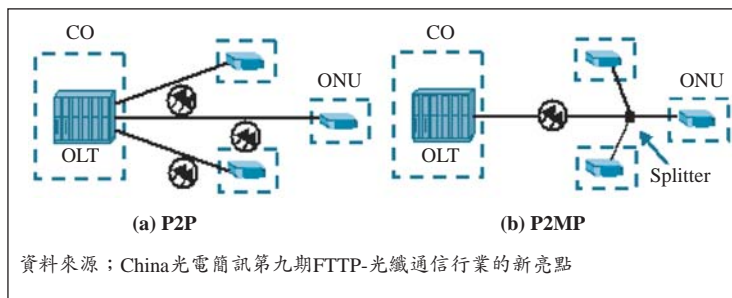 CO
ONU
OLT
(a) P2P
CO
ONU
OLT
Splitter
(b) P2MP
資料來源；China光電簡訊第九期FTTP-光纖通信行業的新亮點